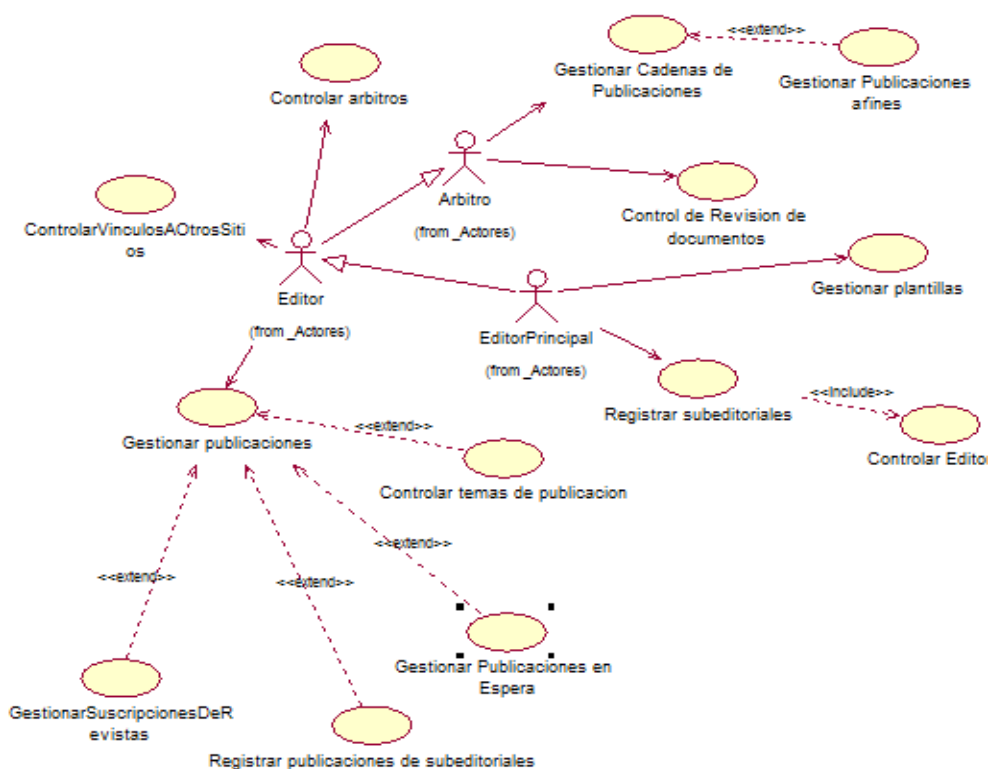 <<extend>>
Gestionar Cadenas de
Publicaciones
Gestionar Publicaciones
afines
Controlar arbitros
Arbitro
(from _Actores)
Control de Revision de
documentos
ControlarVinculosAOtrosSiti
os
Editor
(from _Actores)
Gestionar plantillas
EditorPrincipal
(from _Actores)
Registrar subeditoriales
<<include>>
Controlar Editor
Gestionar publicaciones
<<extend>>
Controlar temas de publicacion
<<extend>>
<<extend>>
<<extend>>
Gestionar Publicaciones en
Espera
GestionarSuscripcionesDeR
evistas
Registrar publicaciones de subeditoriales